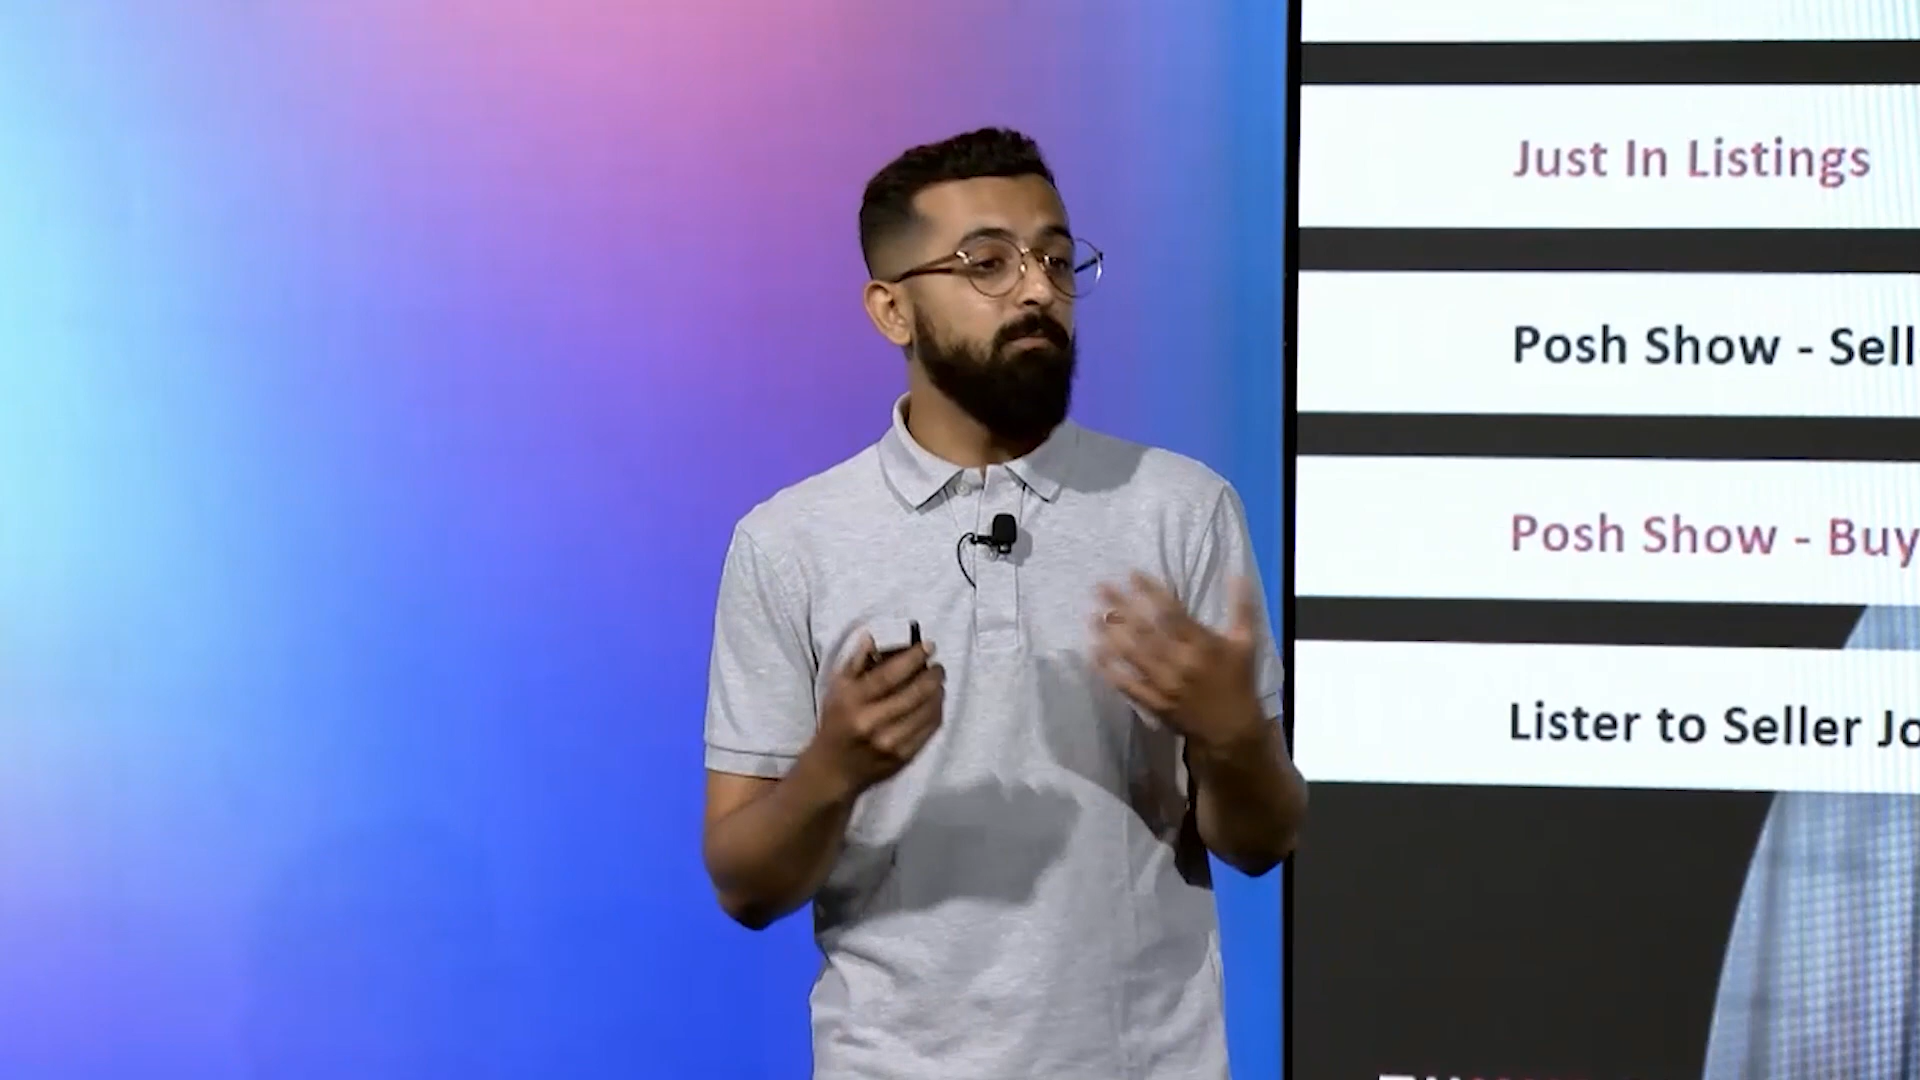 Just In Listings
Posh Show - Sell
Posh Show - Buy
Lister to Seller Jo